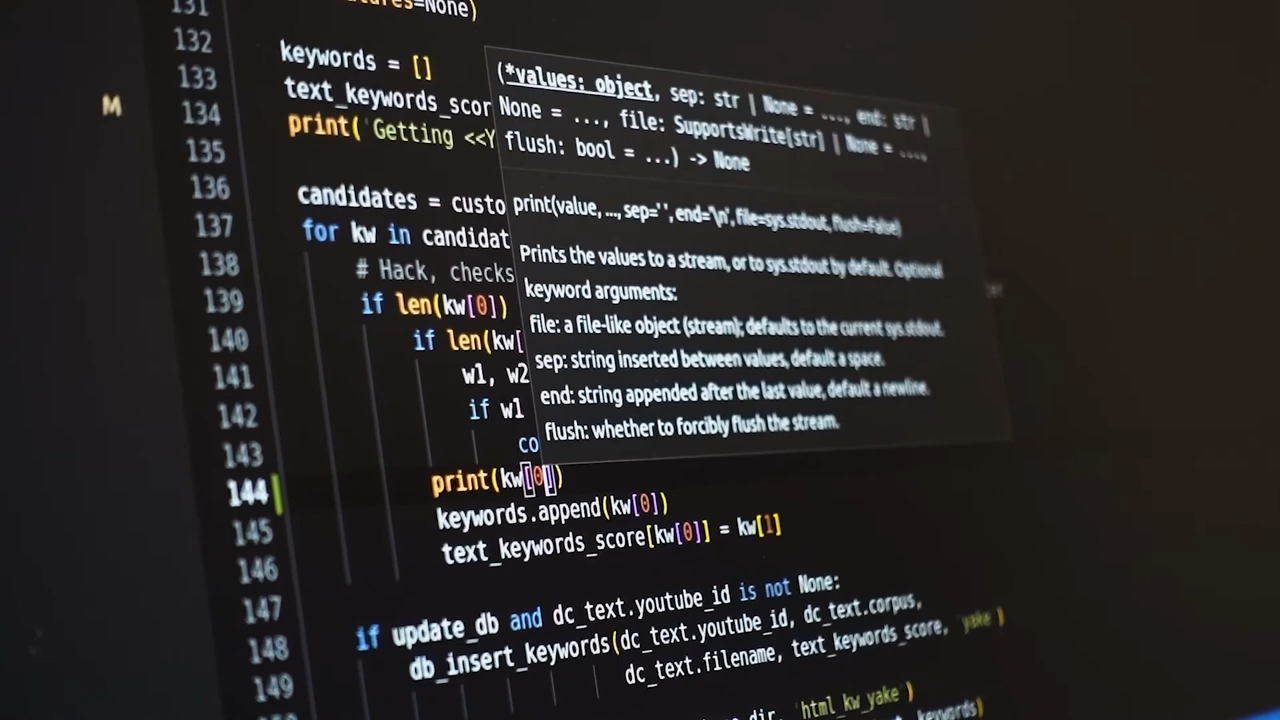 131
=None)
132
keywords = []
133
text_keywords_scor
M
134
print('Getting <<Y
135
136
candidates = custo
137
for kw in candidat
138
# Hack, checks
139
if len(kw[0])
140
if len(kw[
141
w1, w2
142
if w1
143
co
144
print(kw[0])
145
keywords.append(kw[0])
146
text_keywords_score[kw[0]] = kw[1]
147
148
if update_db and dc_text.youtube_id is not None:
149
db_insert_keywords(dc_text.youtube_id, dc_text.corpus,
dc_text.filename, text_keywords_score, 'yake')
dir, 'html_kw_yake')
keywords)
(*values: object, sep: str | None = ..., end: str |
None = ..., file: SupportsWrite[str] | None = ...,
flush: bool = ...) -> None
print(value, ..., sep=' ', end='\n', file=sys.stdout, flush=False)
Prints the values to a stream, or to sys.stdout by default. Optional
keyword arguments:
file: a file-like object (stream); defaults to the current sys.stdout.
sep: string inserted between values, default a space.
end: string appended after the last value, default a newline.
flush: whether to forcibly flush the stream.